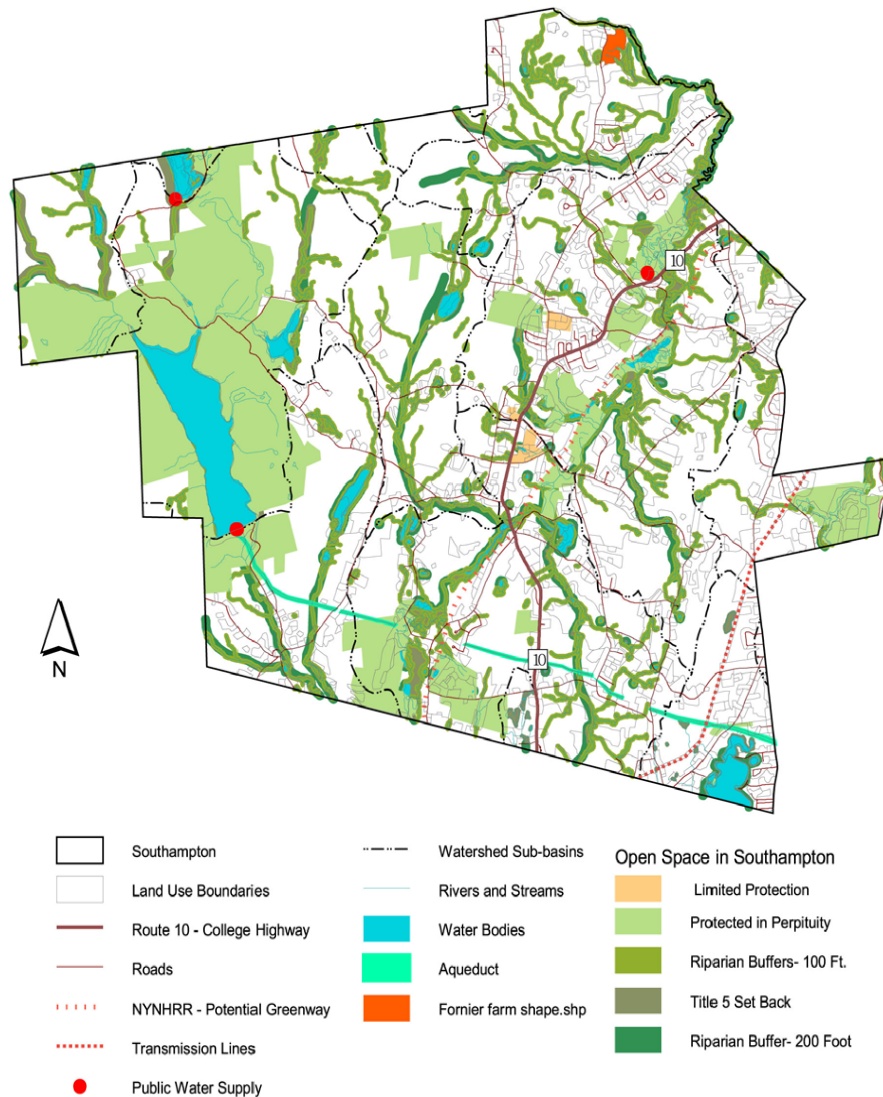 10
N
10
Southampton
Land Use Boundaries
Route 10 - College Highway
Roads
NYNHRR - Potential Greenway
Transmission Lines
Public Water Supply
Watershed Sub-basins
Rivers and Streams
Water Bodies
Aqueduct
Fornier farm shape.shp
Open Space in Southampton
Limited Protection
Protected in Perpituity
Riparian Buffers- 100 Ft.
Title 5 Set Back
Riparian Buffer- 200 Foot